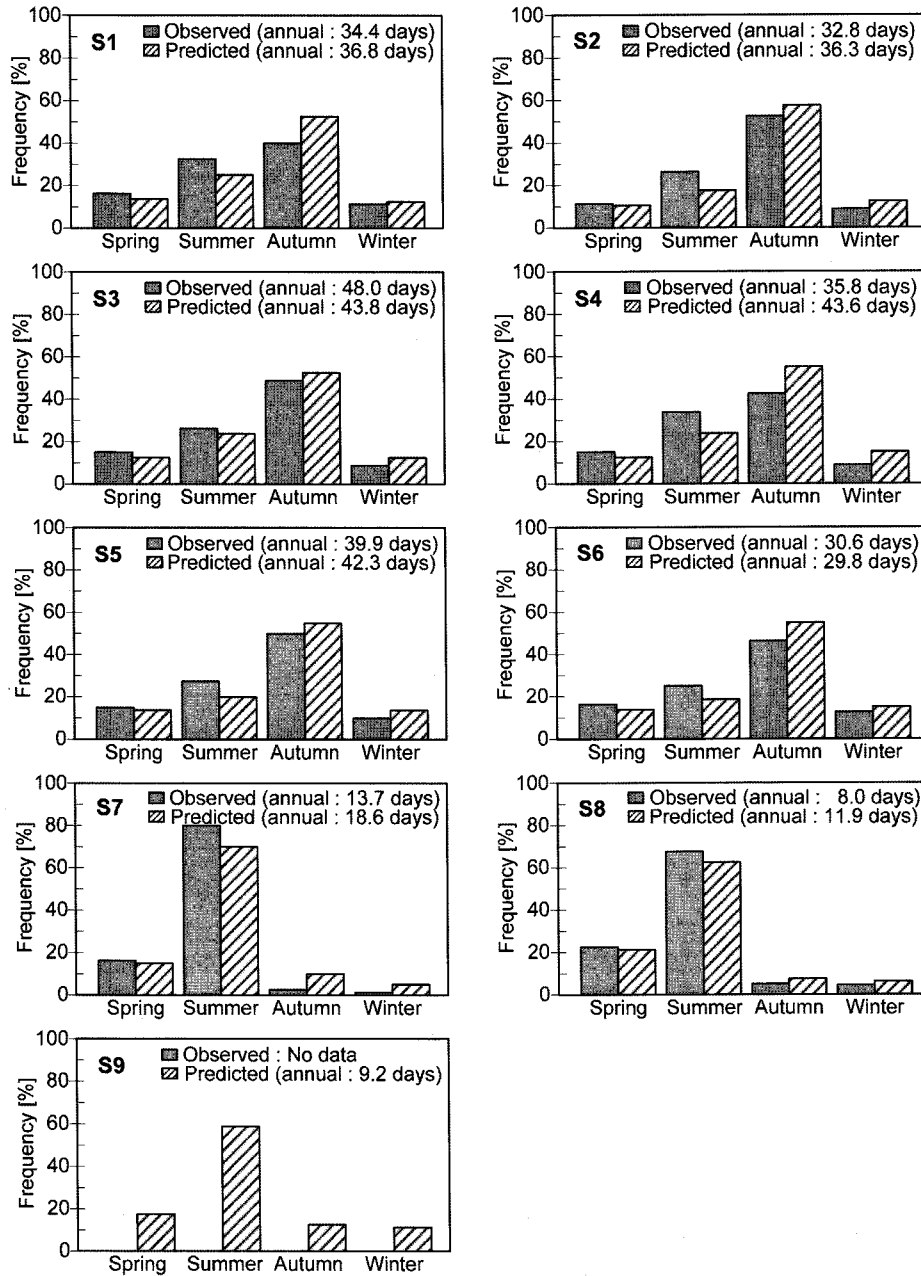 S1
Observed (annual : 34.4 days)
Predicted (annual : 36.8 days)
Frequency [%]
100
80
60
40
20
0
Spring Summer Autumn Winter
S2
Observed (annual : 32.8 days)
Predicted (annual : 36.3 days)
Frequency [%]
100
80
60
40
20
0
Spring Summer Autumn Winter
S3
Observed (annual : 48.0 days)
Predicted (annual : 43.8 days)
Frequency [%]
100
80
60
40
20
0
Spring Summer Autumn Winter
S4
Observed (annual : 35.8 days)
Predicted (annual : 43.6 days)
Frequency [%]
100
80
60
40
20
0
Spring Summer Autumn Winter
S5
Observed (annual : 39.9 days)
Predicted (annual : 42.3 days)
Frequency [%]
100
80
60
40
20
0
Spring Summer Autumn Winter
S6
Observed (annual : 30.6 days)
Predicted (annual : 29.8 days)
Frequency [%]
100
80
60
40
20
0
Spring Summer Autumn Winter
S7
Observed (annual : 13.7 days)
Predicted (annual : 18.6 days)
Frequency [%]
100
80
60
40
20
0
Spring Summer Autumn Winter
S8
Observed (annual : 8.0 days)
Predicted (annual : 11.9 days)
Frequency [%]
100
80
60
40
20
0
Spring Summer Autumn Winter
S9
Observed : No data
Predicted (annual : 9.2 days)
Frequency [%]
100
80
60
40
20
0
Spring Summer Autumn Winter